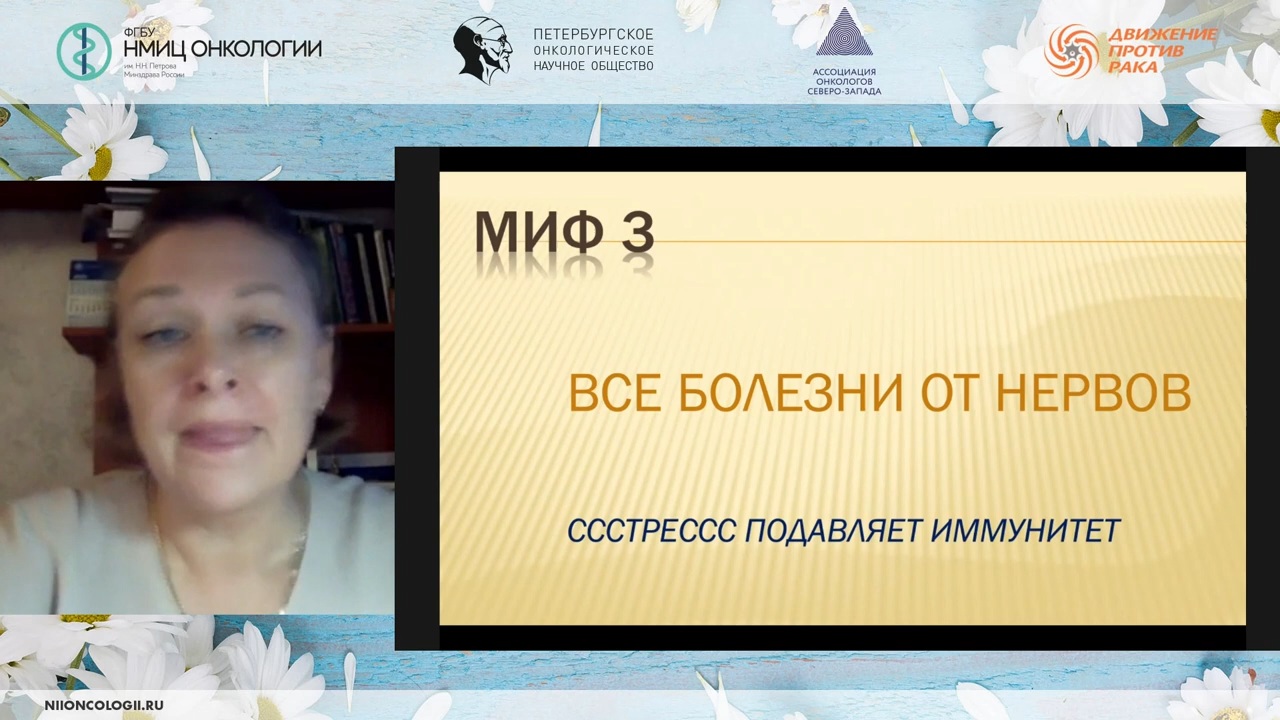 ФГБУ
НМИЦ ОНКОЛОГИИ
им. Н.Н. Петрова
Минздрава России
ПЕТЕРБУРГСКОЕ
ОНКОЛОГИЧЕСКОЕ
НАУЧНОЕ ОБЩЕСТВО
АССОЦИАЦИЯ
ОНКОЛОГОВ
СЕВЕРО-ЗАПАДА
ДВИЖЕНИЕ
ПРОТИВ
РАКА
МИФ 3
ВСЕ БОЛЕЗНИ ОТ НЕРВОВ
СССТРЕССС ПОДАВЛЯЕТ ИММУНИТЕТ
NIIONCOLOGII.RU